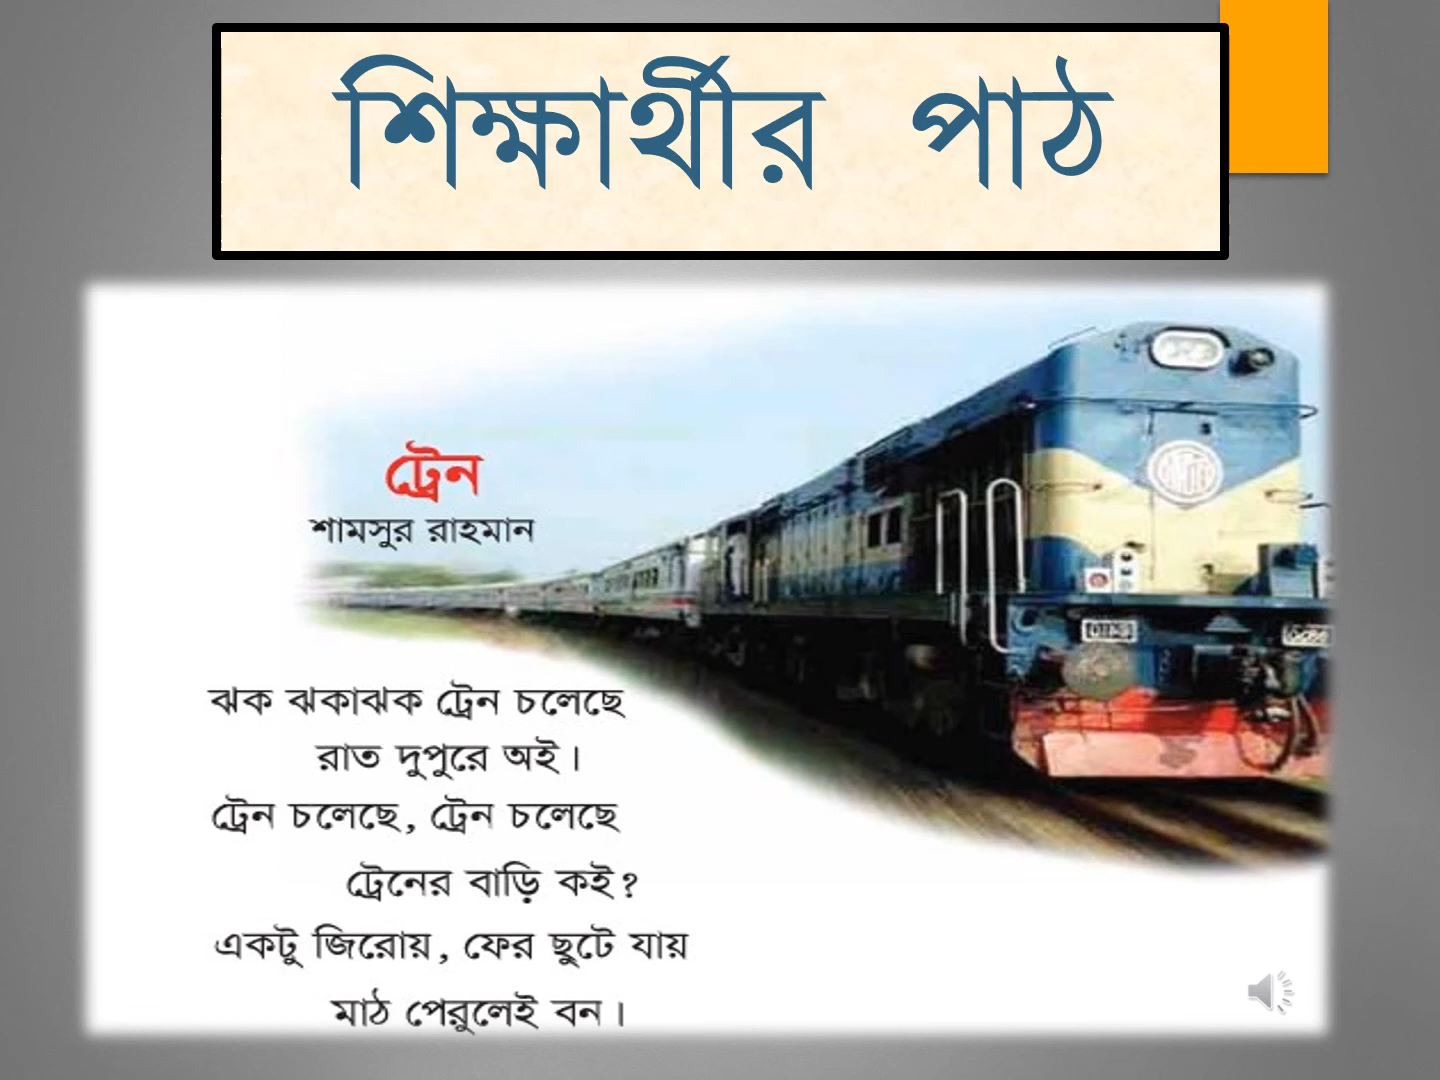 শিক্ষার্থীর পাঠ
ট্রেন
শামসুর রাহমান
ঝক ঝকাঝক ট্রেন চলেছে
রাত দুপুরে অই।
ট্রেন চলেছে, ট্রেন চলেছে
ট্রেনের বাড়ি কই?
একটু জিরোয়, ফের ছুটে যায়
মাঠ পেরুলেই বন।